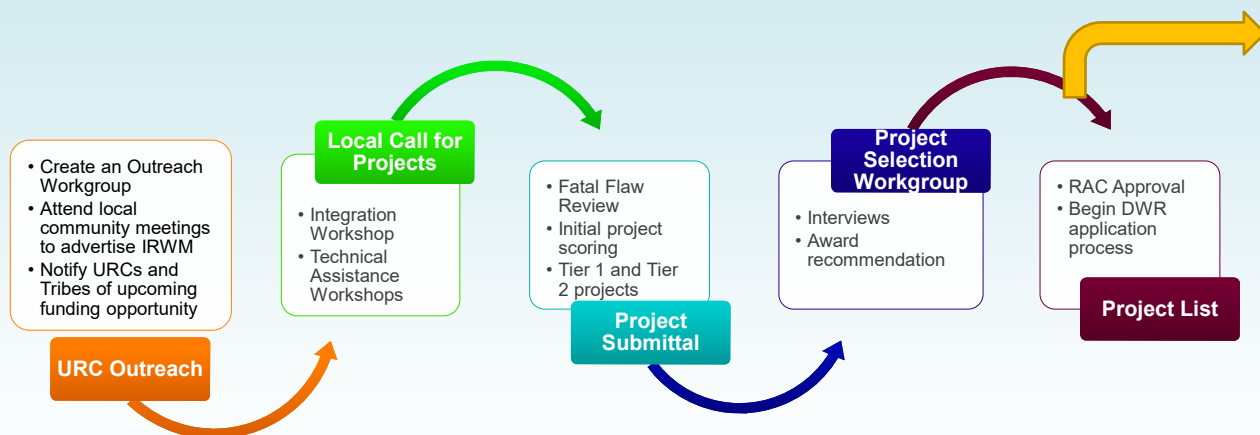 • Create an Outreach
Workgroup
• Attend local
community meetings
to advertise IRWM
• Notify URCs and
Tribes of upcoming
funding opportunity
URC Outreach
Local Call for
Projects
• Integration
Workshop
• Technical
Assistance
Workshops
• Fatal Flaw
Review
• Initial project
scoring
• Tier 1 and Tier
2 projects
Project
Submittal
Project
Selection
Workgroup
• Interviews
• Award
recommendation
• RAC Approval
• Begin DWR
application
process
Project List